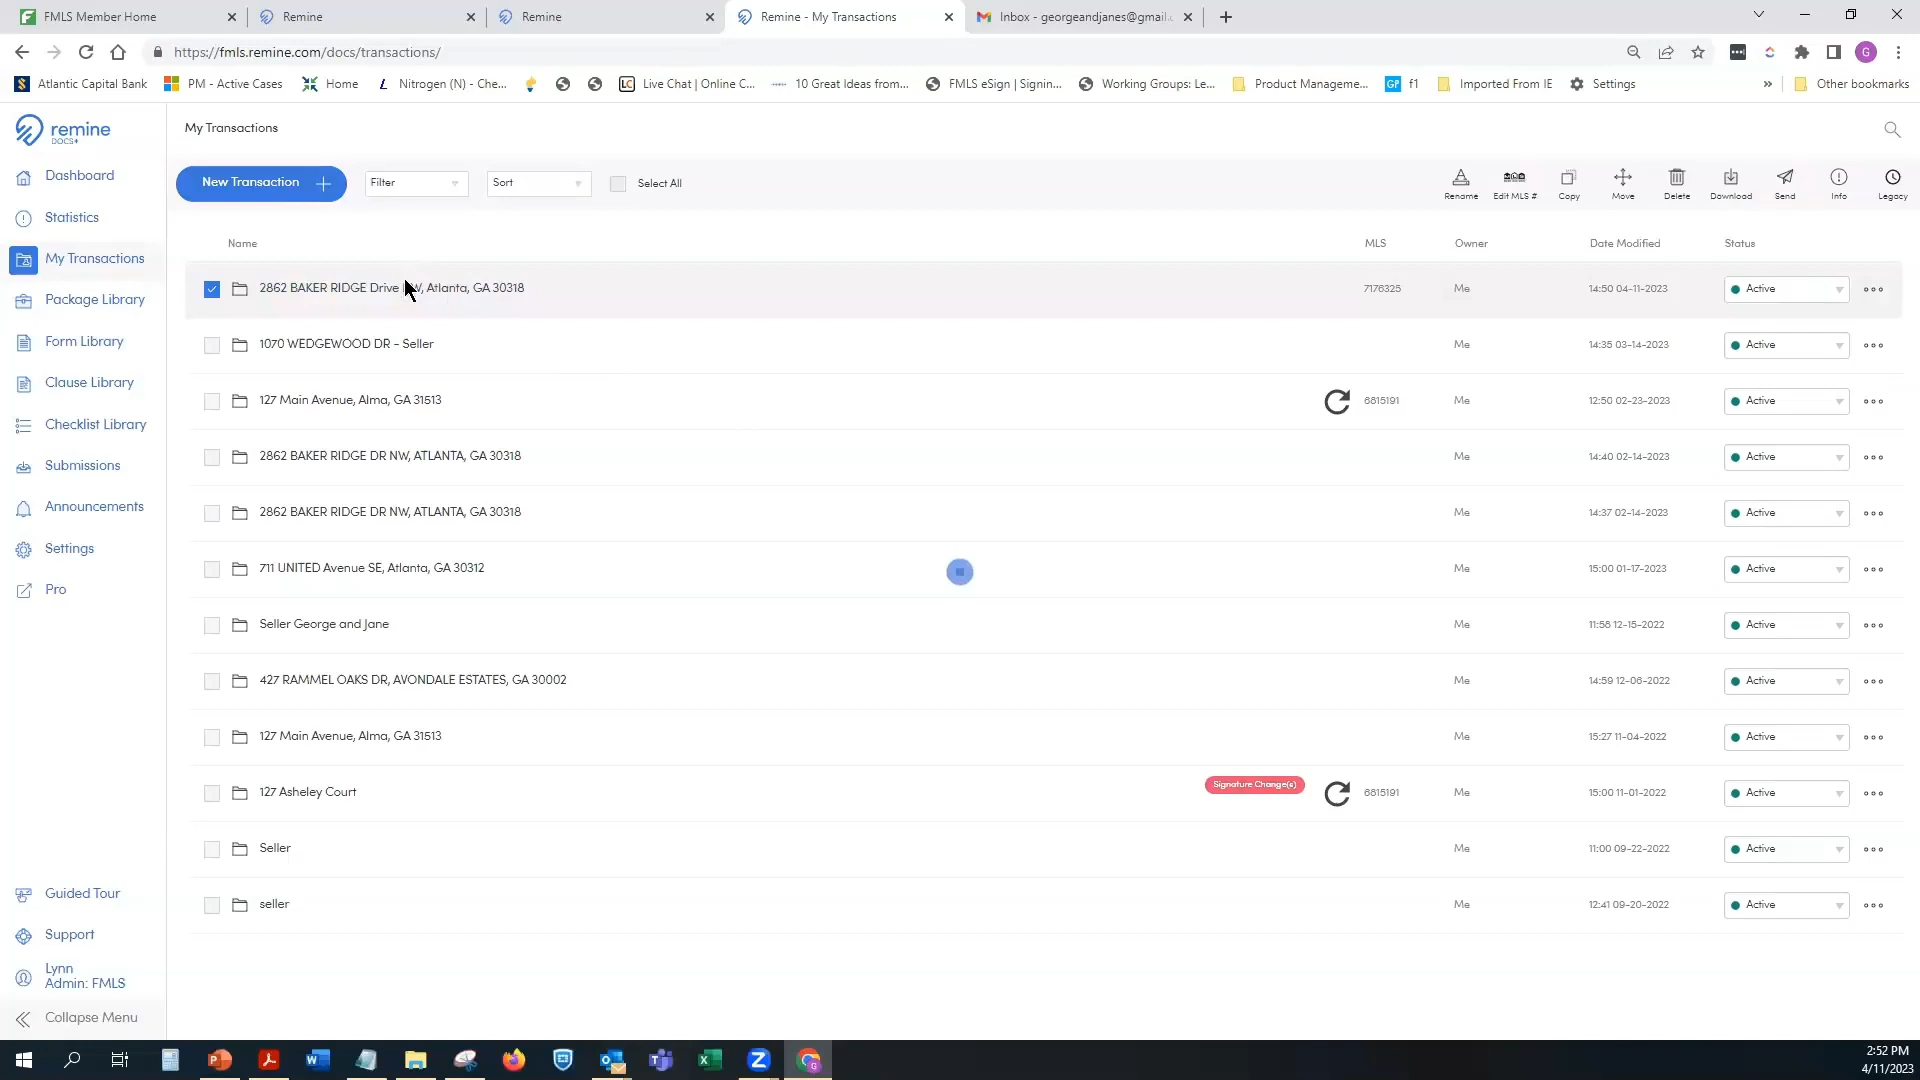 FMLS Member Home
Remine
Remine
Remine - My Transactions
Inbox - georgeandjanes@gmail.
https://fmls.remine.com/docs/transactions/
Atlantic Capital Bank
PM - Active Cases
Home
Nitrogen (N) - Che...
Live Chat | Online C...
10 Great Ideas from...
FMLS eSign | Signin...
Working Groups: Le...
Product Manageme...
GP f1
Imported From IE
Settings
Other bookmarks
remine
DOCS+
My Transactions
Dashboard
Statistics
My Transactions
Package Library
Form Library
Clause Library
Checklist Library
Submissions
Announcements
Settings
Pro
Guided Tour
Support
Lynn
Admin: FMLS
Collapse Menu
New Transaction
Filter
Sort
Select All
Rename
Edit MLS #
Copy
Move
Delete
Download
Send
Info
Legacy
Name MLS Owner Date Modified Status
2862 BAKER RIDGE Drive W, Atlanta, GA 30318 7176325 Me 14:50 04-11-2023 Active
1070 WEDGEWOOD DR - Seller Me 14:35 03-14-2023 Active
127 Main Avenue, Alma, GA 31513 6815191 Me 12:50 02-23-2023 Active
2862 BAKER RIDGE DR NW, ATLANTA, GA 30318 Me 14:40 02-14-2023 Active
2862 BAKER RIDGE DR NW, ATLANTA, GA 30318 Me 14:37 02-14-2023 Active
711 UNITED Avenue SE, Atlanta, GA 30312 Me 15:00 01-17-2023 Active
Seller George and Jane Me 11:58 12-15-2022 Active
427 RAMMEL OAKS DR, AVONDALE ESTATES, GA 30002 Me 14:59 12-06-2022 Active
127 Main Avenue, Alma, GA 31513 Me 15:27 11-04-2022 Active
127 Asheley Court Signature Change(s) 6815191 Me 15:00 11-01-2022 Active
Seller Me 11:00 09-22-2022 Active
seller Me 12:41 09-20-2022 Active
2:52 PM
4/11/2023